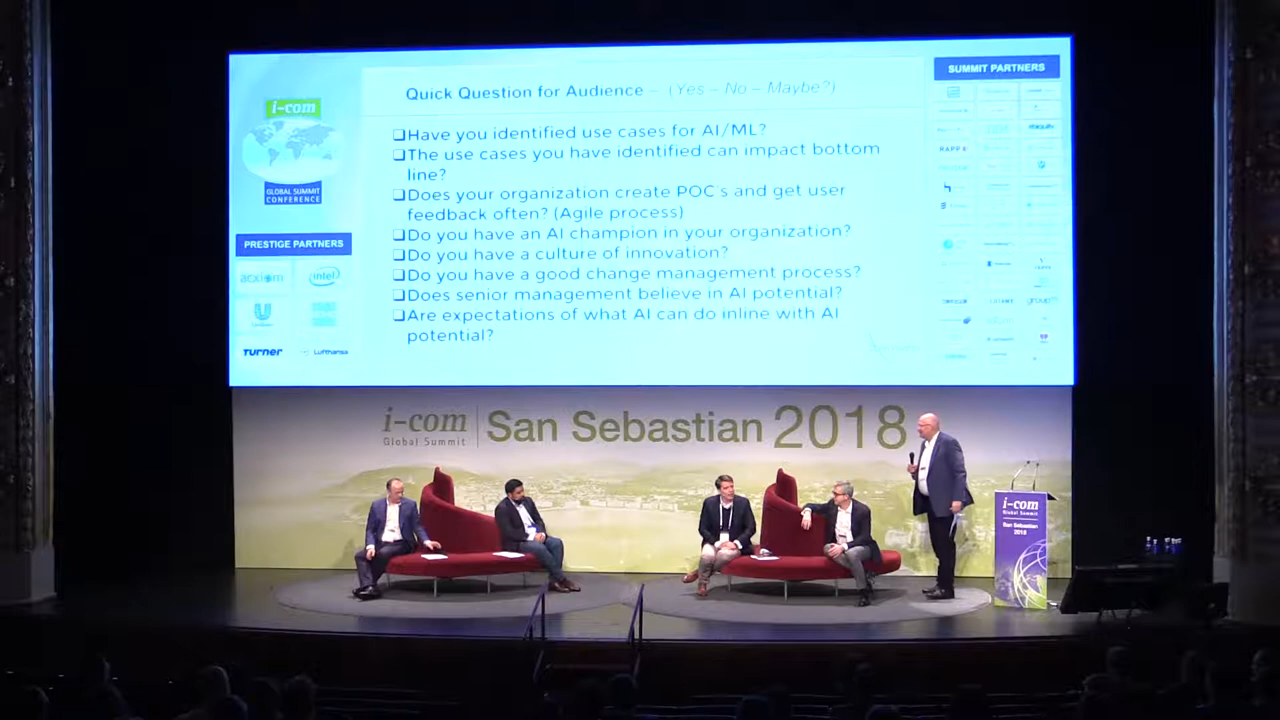 i-com
GLOBAL SUMMIT
CONFERENCE
PRESTIGE PARTNERS
acxiom
intel
TURNER
Lufthansa
Quick Question for Audience – (Yes – No – Maybe?)
❑Have you identified use cases for AI/ML?
❑The use cases you have identified can impact bottom
line?
❑Does your organization create POC's and get user
feedback often? (Agile process)
❑Do you have an AI champion in your organization?
❑Do you have a culture of innovation?
❑Do you have a good change management process?
❑Does senior management believe in AI potential?
❑Are expectations of what AI can do inline with AI
potential?
SUMMIT PARTNERS
ebiquity
RAPP
groupm
i-com
Global Summit
San Sebastian 2018
i-com
Global Summit
San Sebastian
2018